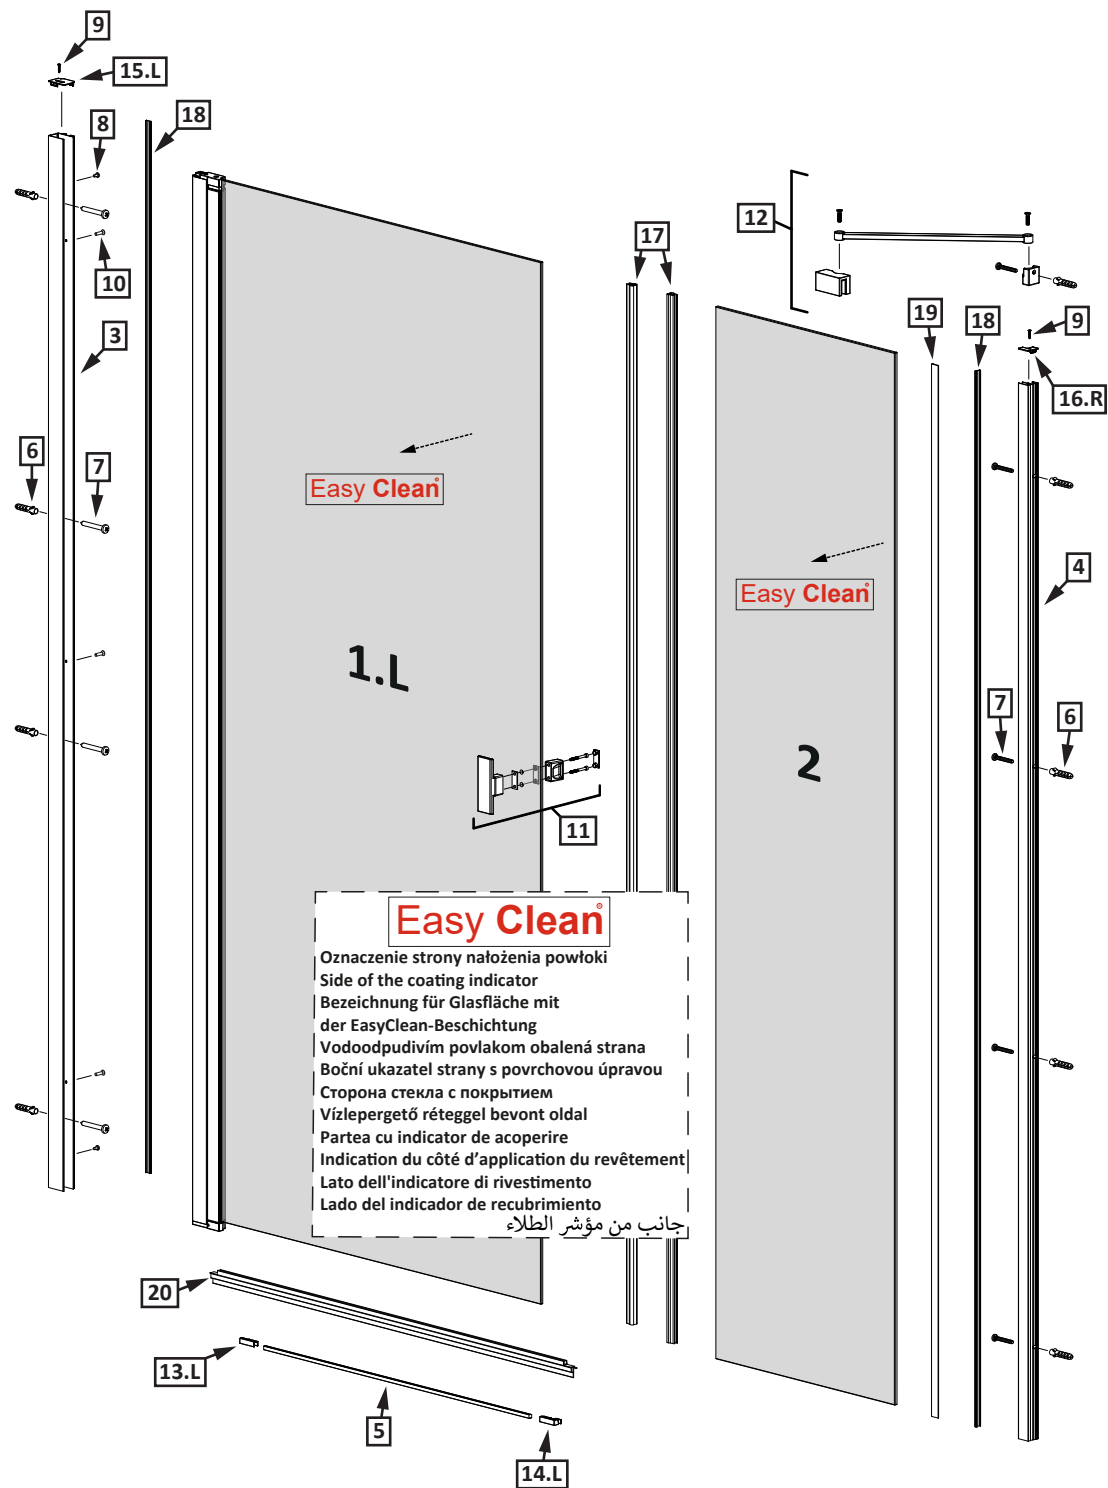 9
15.L
18
8
12
17
10
19
18
9
3
16.R
6
7
Easy Clean®
4
Easy Clean®
1.L
7
6
2
11
Easy Clean®
Oznaczenie strony nałożenia powłoki
Side of the coating indicator
Bezeichnung für Glasfläche mit
der EasyClean-Beschichtung
Vodoodpudivím povlakom obalená strana
Boční ukazatel strany s povrchovou úpravou
Сторона стекла с покрытием
Vízlepergető réteggel bevont oldal
Partea cu indicator de acoperire
Indication du côté d’application du revêtement
Lato dell'indicatore di rivestimento
Lado del indicador de recubrimiento
جانب من مؤشر الطلاء
20
13.L
5
14.L